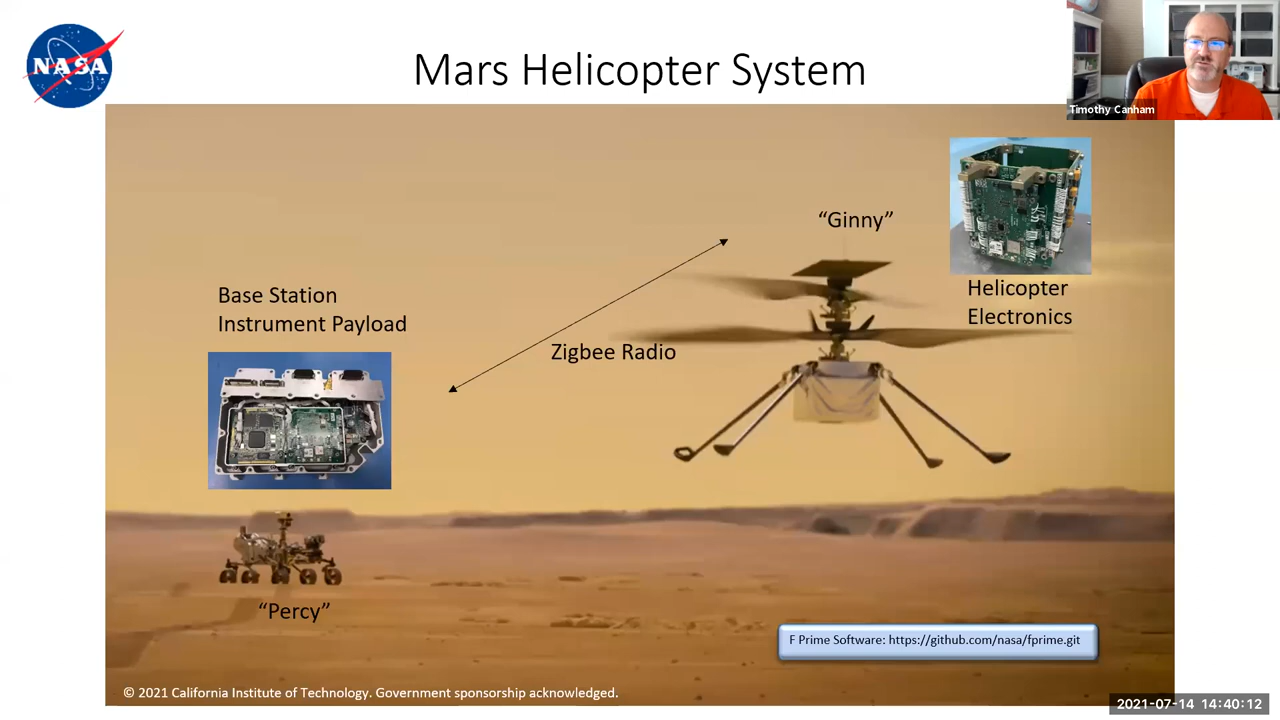 NASA
Mars Helicopter System
Timothy Canham
“Ginny”
Helicopter
Electronics
Base Station
Instrument Payload
Zigbee Radio
“Percy”
F Prime Software: https://github.com/nasa/fprime.git
© 2021 California Institute of Technology. Government sponsorship acknowledged.
2021-07-14 14:40:12